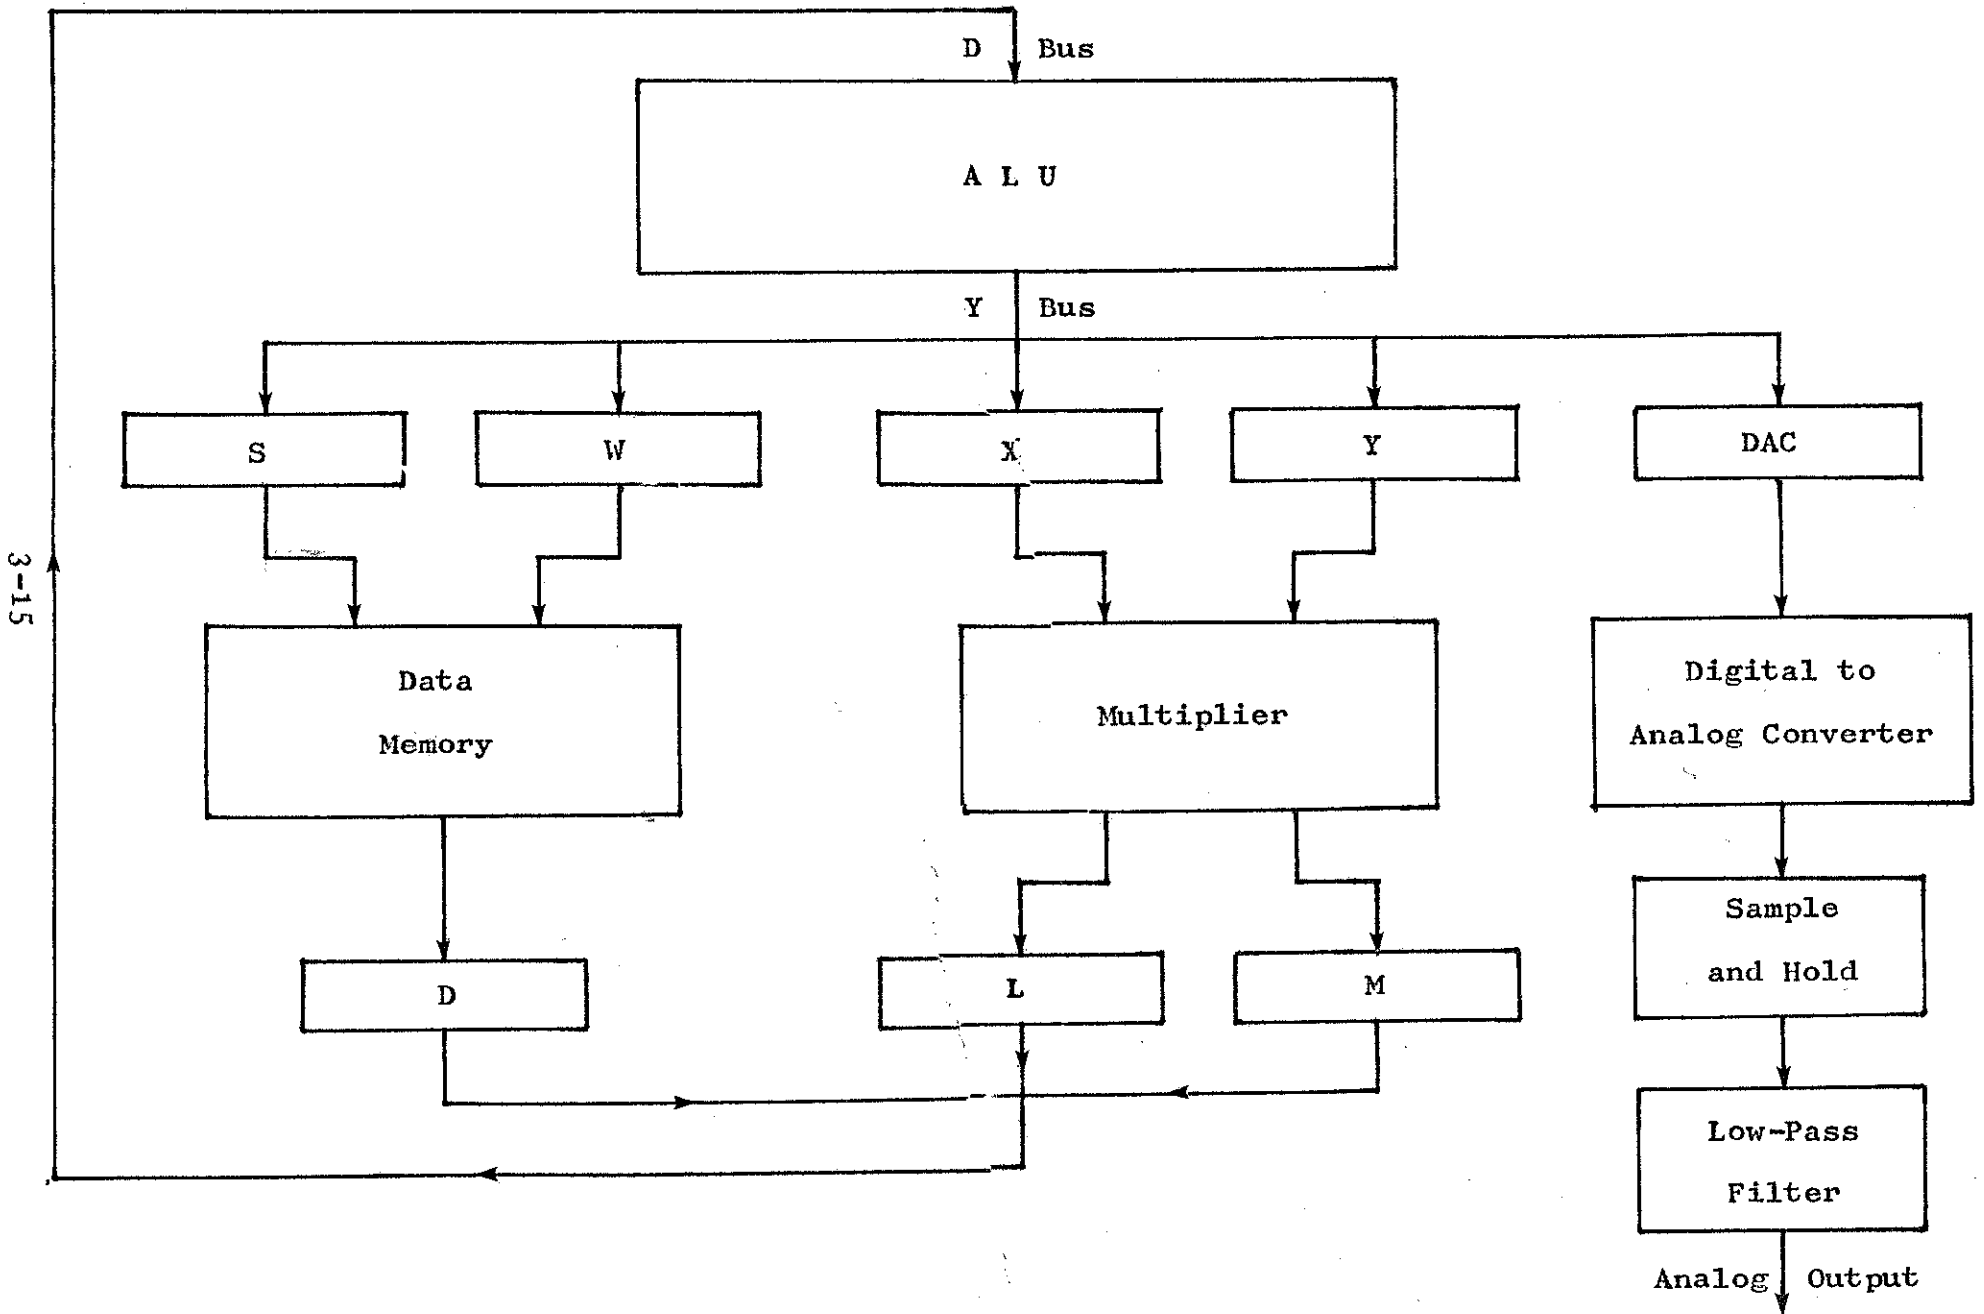 D Bus
A L U
Y Bus
S
W
X
Y
DAC
Data
Memory
Multiplier
Digital to
Analog Converter
D
L
M
Sample
and Hold
Low-Pass
Filter
Analog Output
3-15